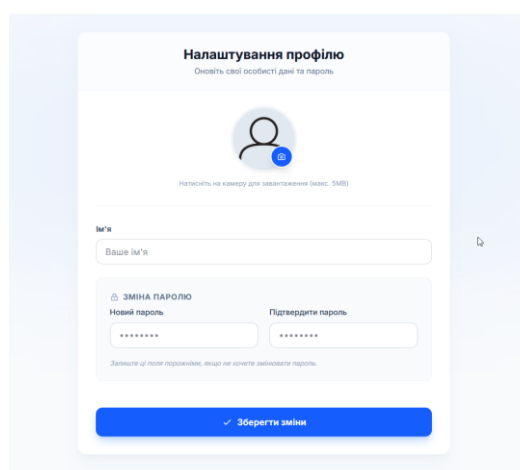 Налаштування профілю
Оновіть свої особисті дані та пароль
Натисніть на камеру для завантаження (макс. 5MB)
Ім'я
Ваше ім'я
ЗМІНА ПАРОЛЮ
Новий пароль Підтвердити пароль
•••••••• ••••••••
Залиште ці поля порожніми, якщо не хочете змінювати пароль.
Зберегти зміни